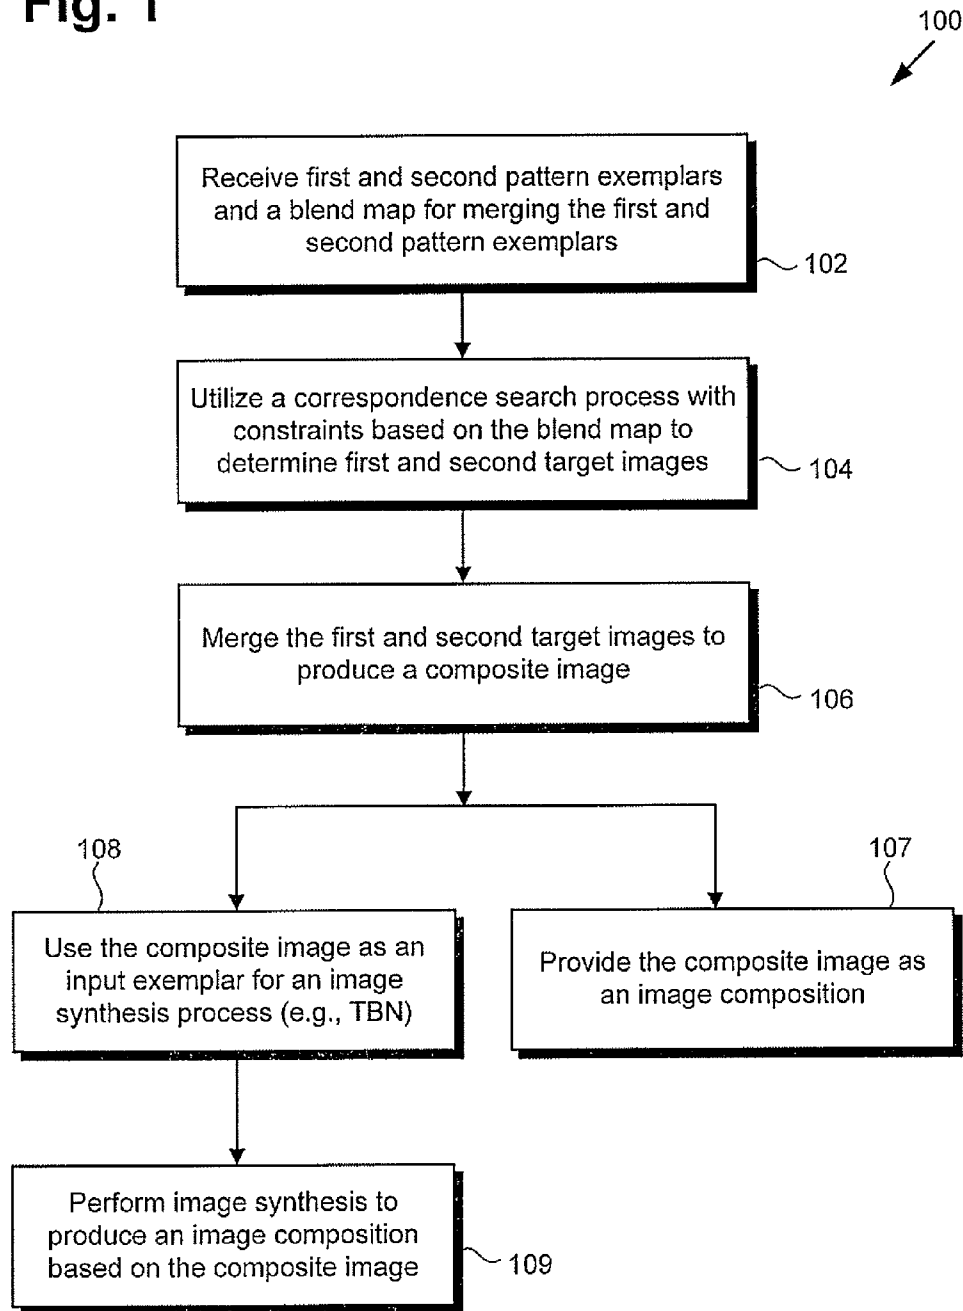 Fig. 1
100
Receive first and second pattern exemplars
and a blend map for merging the first and
second pattern exemplars
102
Utilize a correspondence search process with
constraints based on the blend map to
determine first and second target images
104
Merge the first and second target images to
produce a composite image
106
108
107
Use the composite image as an
input exemplar for an image
synthesis process (e.g., TBN)
Provide the composite image as
an image composition
Perform image synthesis to
produce an image composition
based on the composite image
109